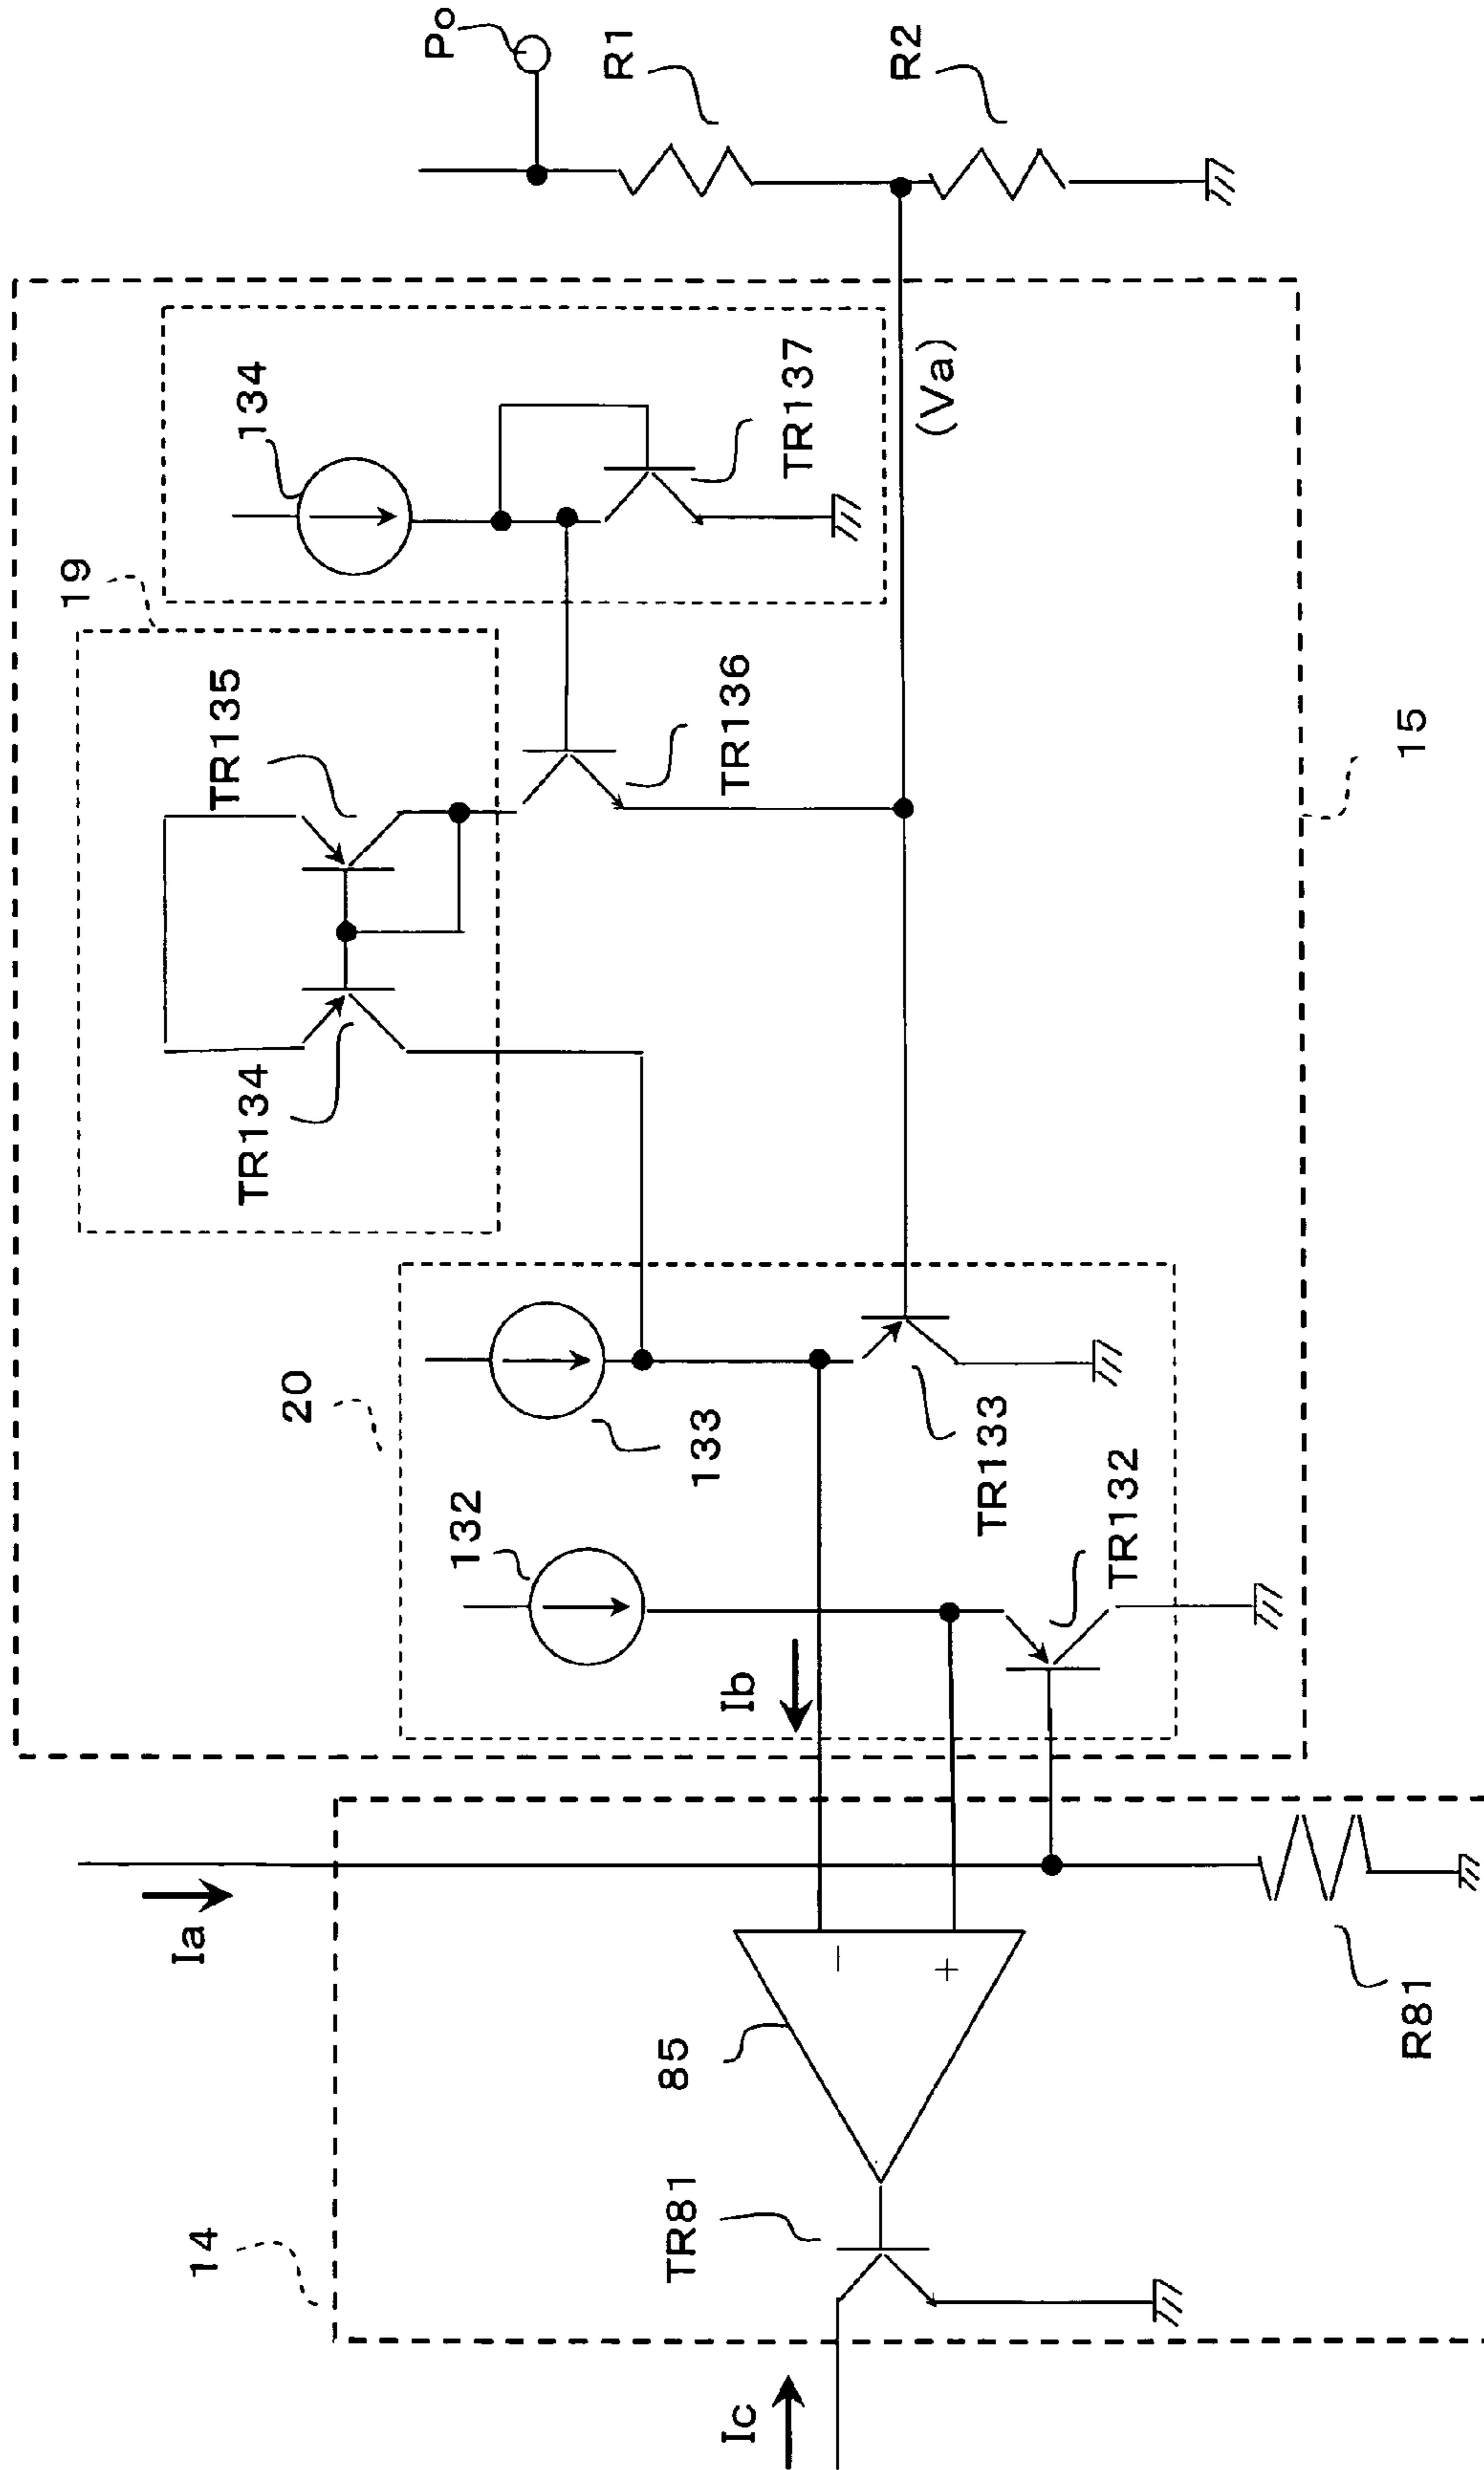 Po
R1
R2
134
TR137
(Va)
19
TR135
TR136
TR134
15
20
133
TR133
132
TR132
Ib
Ia
−
+
85
R81
14
TR81
Ic